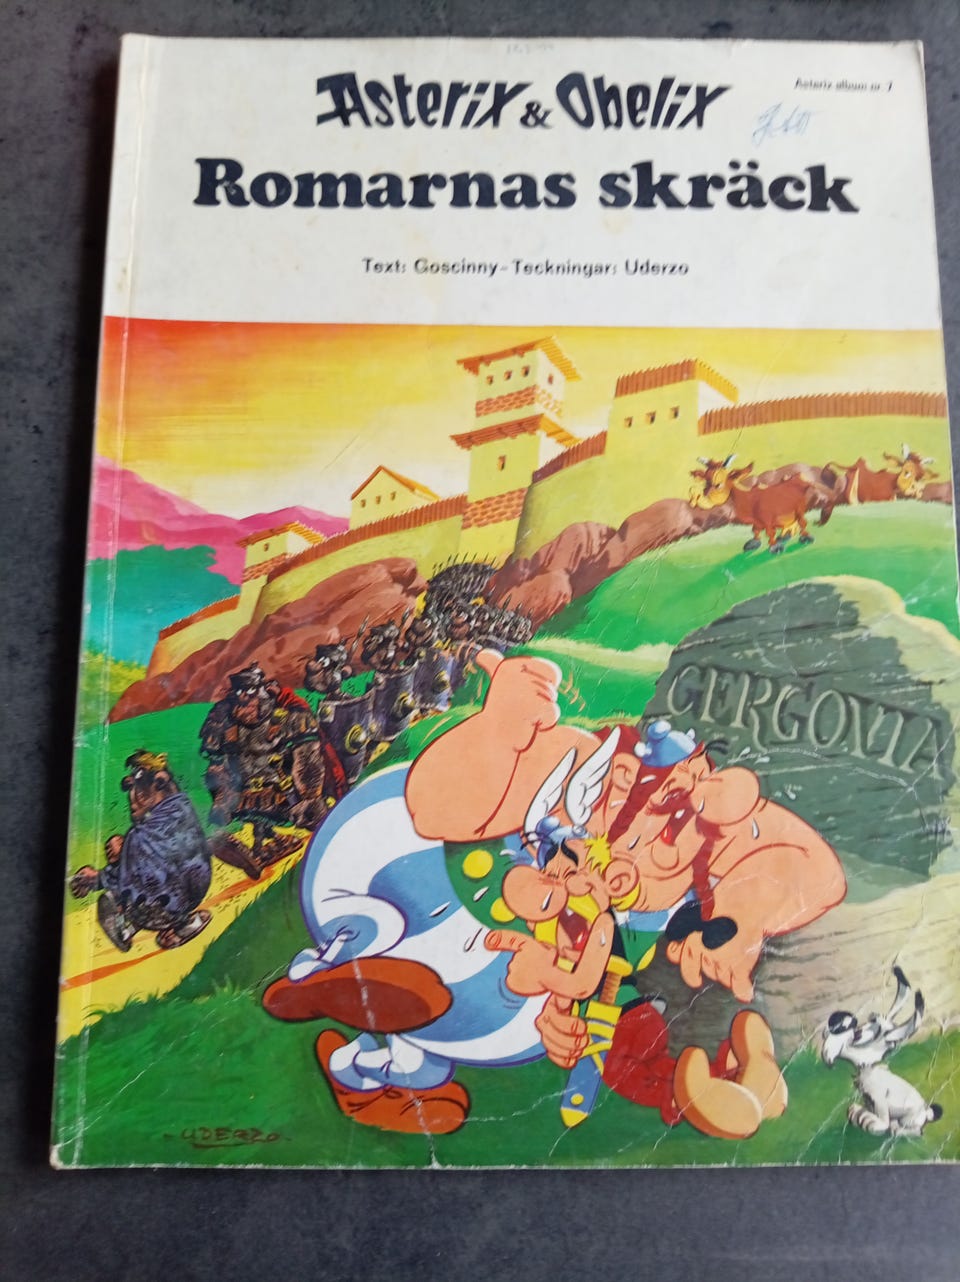 Asterix & Obelix
Asterix album nr. 7
Romarnas skräck
Text: Goscinny - Teckningar: Uderzo
GERGOVIA
- UDERZO -